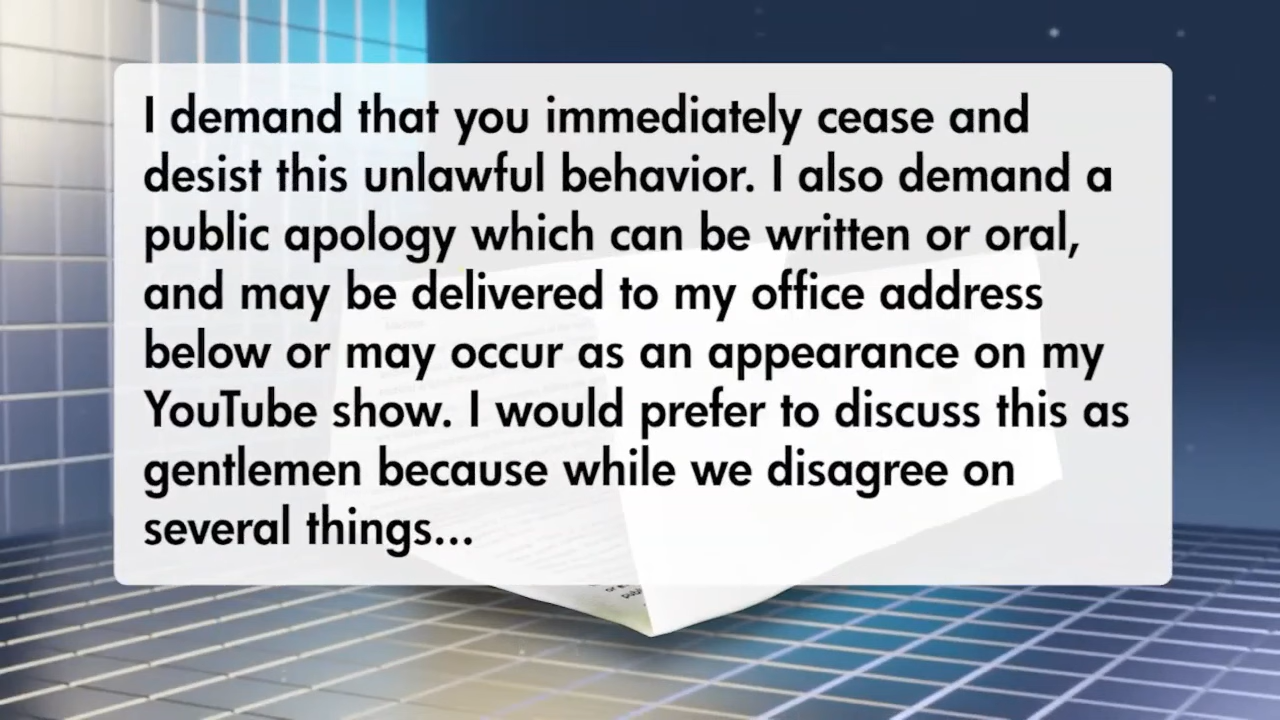 I demand that you immediately cease and
desist this unlawful behavior. I also demand a
public apology which can be written or oral,
and may be delivered to my office address
below or may occur as an appearance on my
YouTube show. I would prefer to discuss this as
gentlemen because while we disagree on
several things...